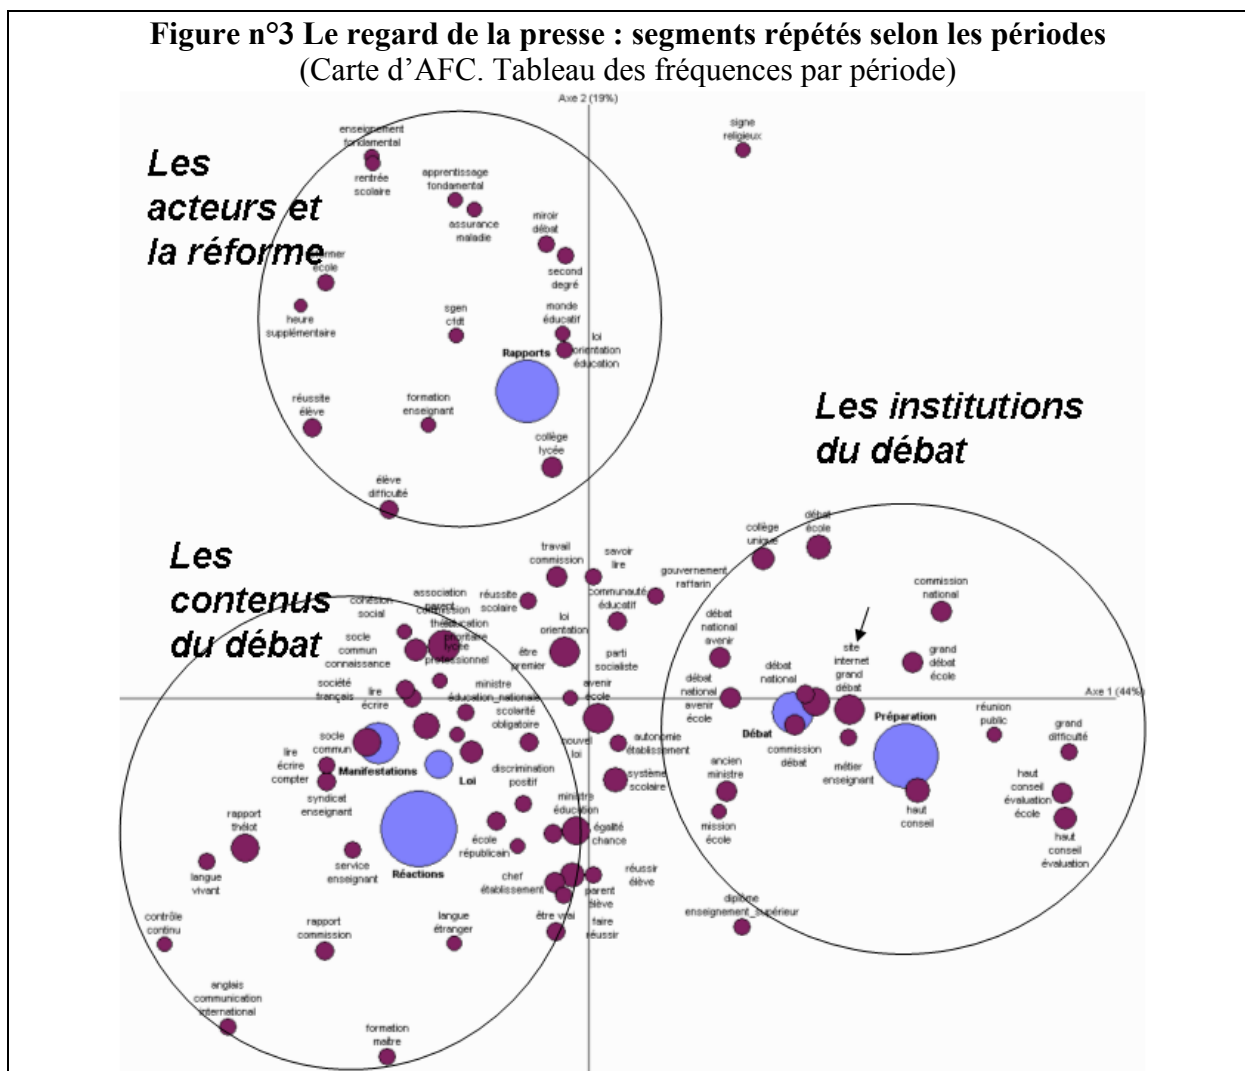 Figure n°3 Le regard de la presse : segments répétés selon les périodes
(Carte d'AFC. Tableau des fréquences par période)
Axe 2 (19%)
signe
religieux
enseignement
fondamental
rentrée
scolaire
Les
acteurs et
la réforme
apprentissage
fondamental
assurance
maladie
miroir
débat
second
degré
école
heure
supplémentaire
sgen
cfdt
monde
éducatif
loi
orientation
éducation
Rapports
réussite
élève
formation
enseignant
collège
lycée
élève
difficulté
Les institutions
du débat
Les
contenus
du débat
travail
commission
savoir
lire
collège
unique
débat
école
gouvernement
raffarin
commission
national
cohésion
social
association
parent
commission
prioritaire
lycée
professionnel
réussite
scolaire
communauté
éducatif
socle
commun
connaissance
loi
orientation
être
premier
parti
socialiste
débat
national
avenir
site
internet
grand
débat
grand
débat
école
société
français
lire
écrire
ministre
éducation_nationale
scolarité
obligatoire
avenir
école
débat
national
avenir
école
débat
national
Axe 1 (44%)
Préparation
réunion
public
Débat
commission
débat
métier
enseignant
grand
difficulté
socle
commun
Manifestations
Loi
lire
écrire
compter
syndicat
enseignant
discrimination
positif
nouvel
loi
autonomie
établissement
système
scolaire
ancien
ministre
mission
école
haut
conseil
haut
conseil
évaluation
école
haut
conseil
évaluation
rapport
thélot
langue
vivant
service
enseignant
Réactions
école
républicain
ministre
éducation
égalité
chance
chef
établissement
réussir
élève
parent
élève
être vrai
faire
réussir
diplôme
enseignement_supérieur
contrôle
continu
rapport
commission
langue
étranger
anglais
communication
international
formation
maître